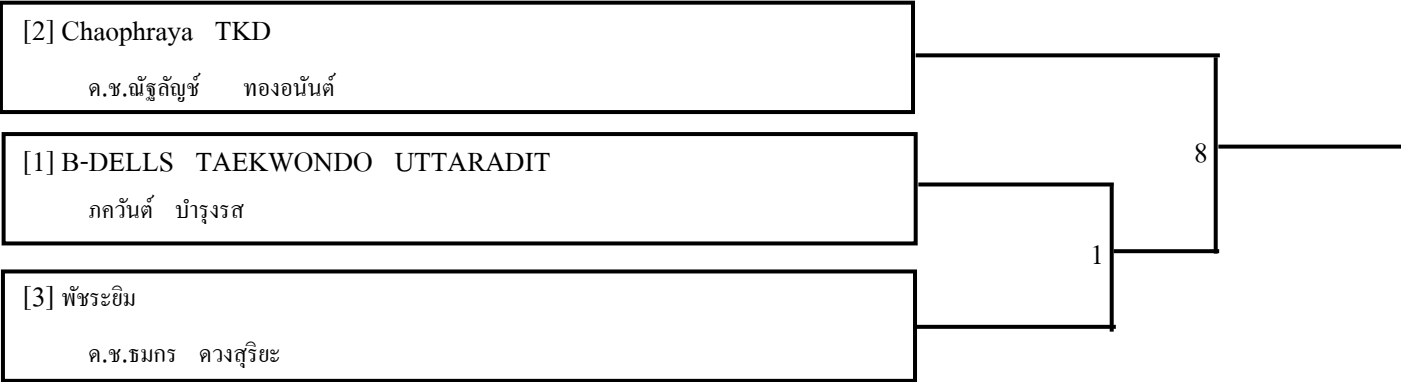 [2] Chaophraya TKD
ด.ช.ณัฐลัญช์ ทองอนันต์
8
[1] B-DELLS TAEKWONDO UTTARADIT
ภควันต์ บำรุงรส
1
[3] พัชระยิม
ด.ช.ธมกร ดวงสุริยะ